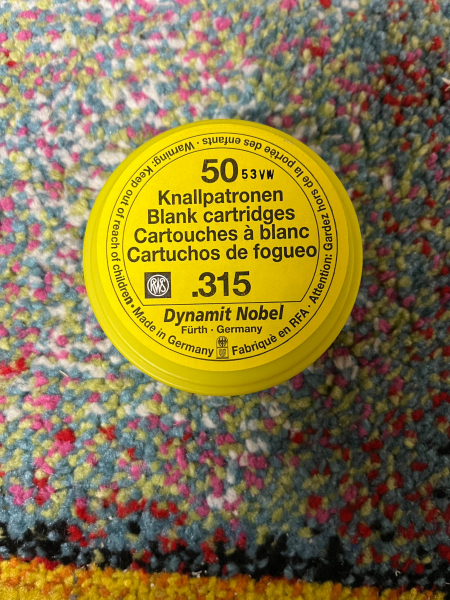 50 53VW
Knallpatronen
Blank cartridges
Cartouches à blanc
Cartuchos de fogueo
RWS .315
Dynamit Nobel
Fürth · Germany
Made in Germany
Fabriqué en RFA · Attention: Gardez hors de la portée des enfants · Warning: Keep out of reach of children ·